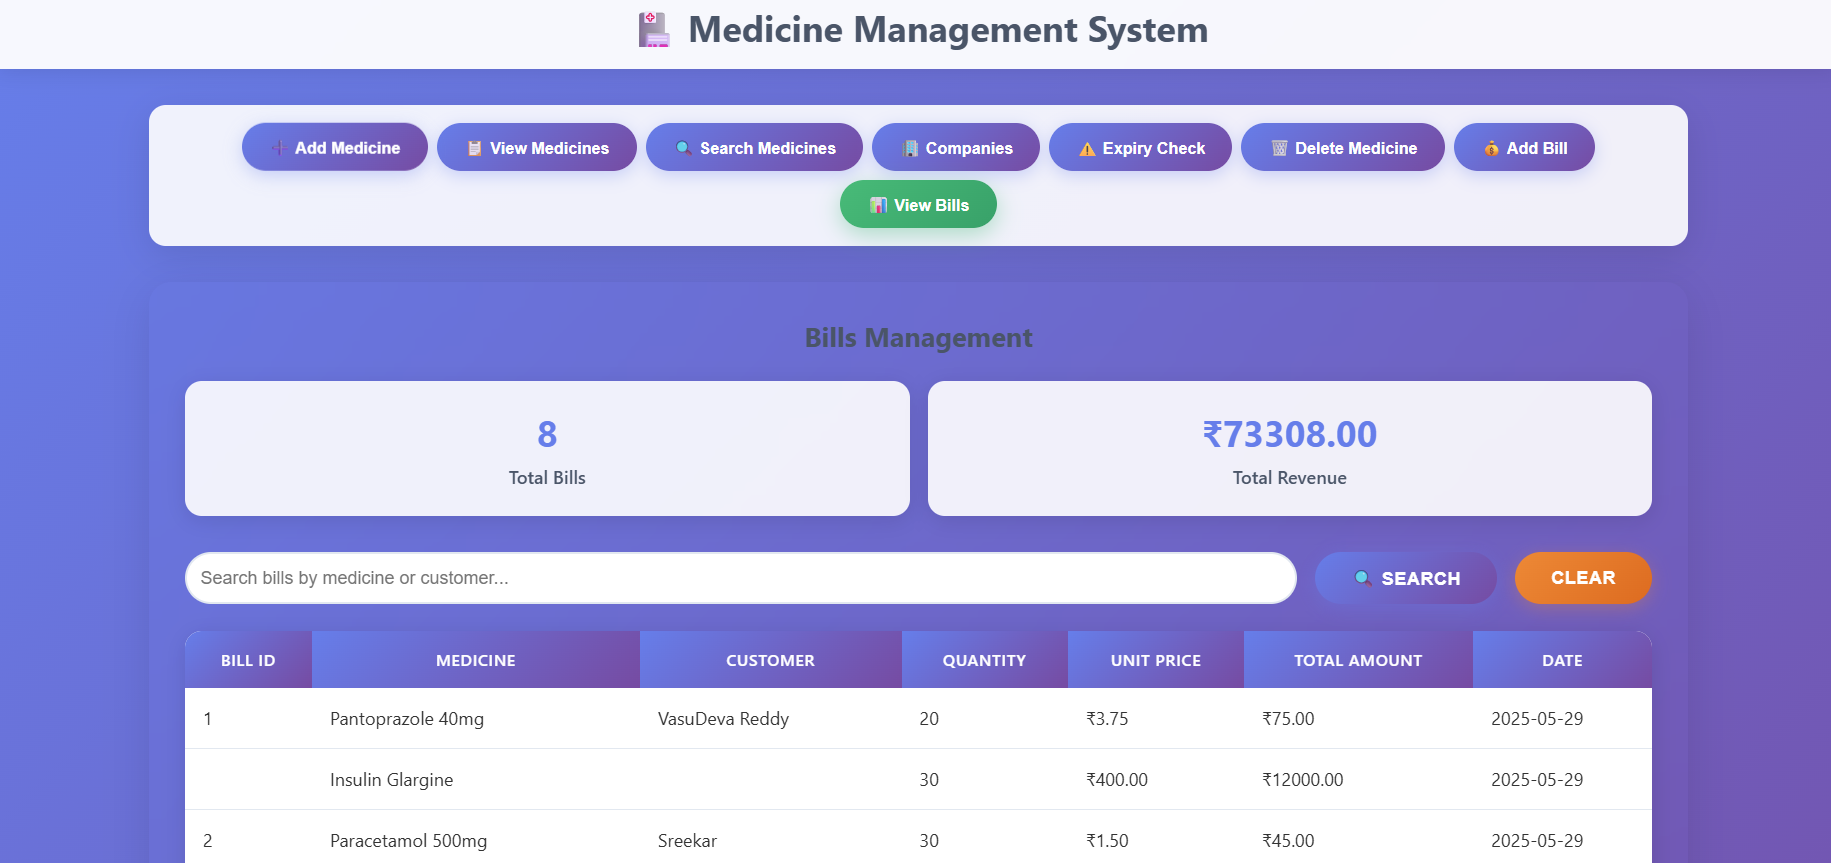 Medicine Management System
Add Medicine
View Medicines
Search Medicines
Companies
Expiry Check
Delete Medicine
Add Bill
View Bills
Bills Management
8
Total Bills
₹73308.00
Total Revenue
Search bills by medicine or customer...
SEARCH
CLEAR
BILL ID MEDICINE CUSTOMER QUANTITY UNIT PRICE TOTAL AMOUNT DATE
1 Pantoprazole 40mg VasuDeva Reddy 20 ₹3.75 ₹75.00 2025-05-29
Insulin Glargine 30 ₹400.00 ₹12000.00 2025-05-29
2 Paracetamol 500mg Sreekar 30 ₹1.50 ₹45.00 2025-05-29